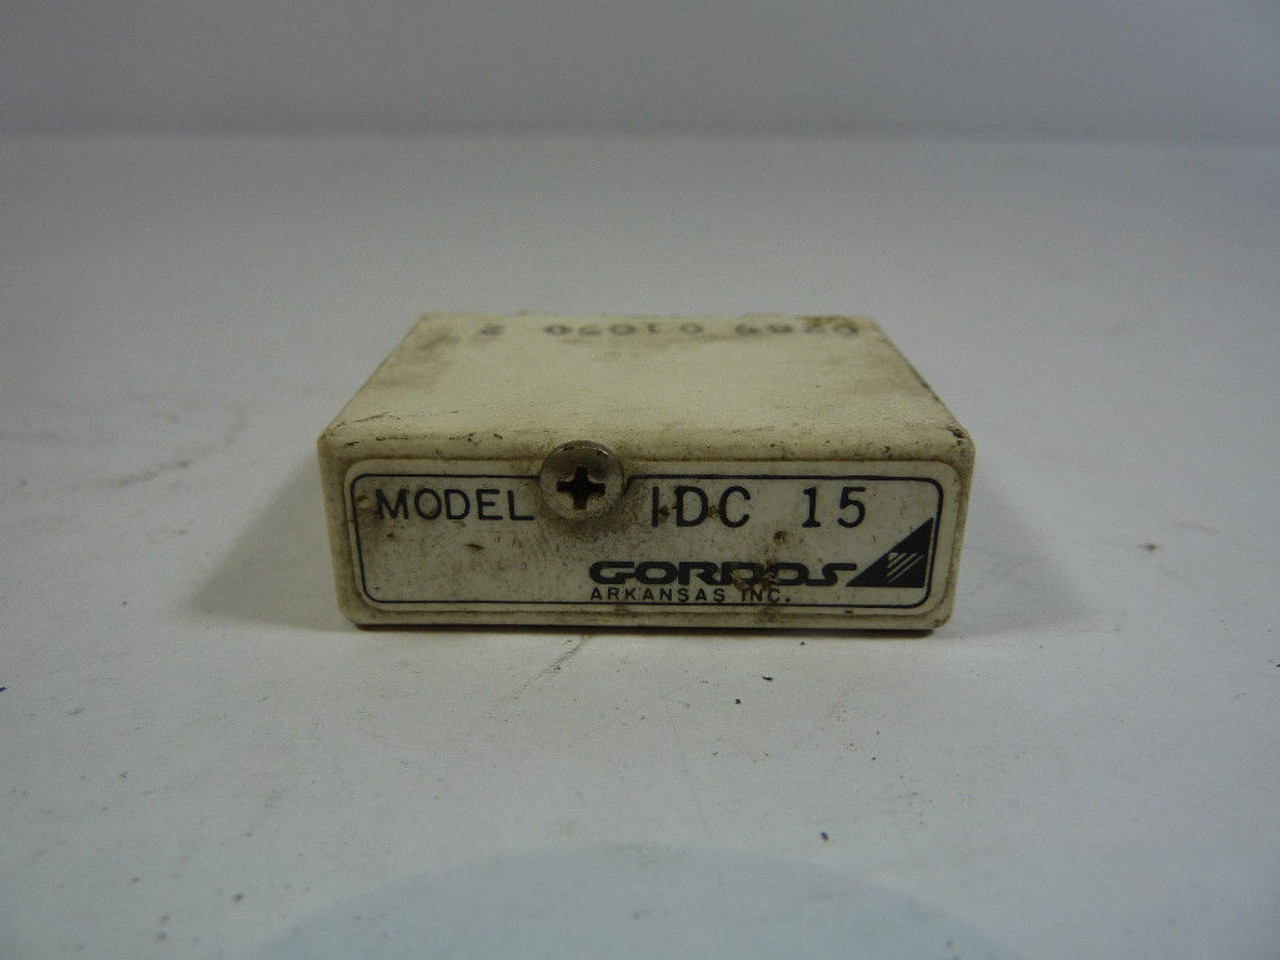 MODEL IDC 15
GORDOS
ARKANSAS INC.